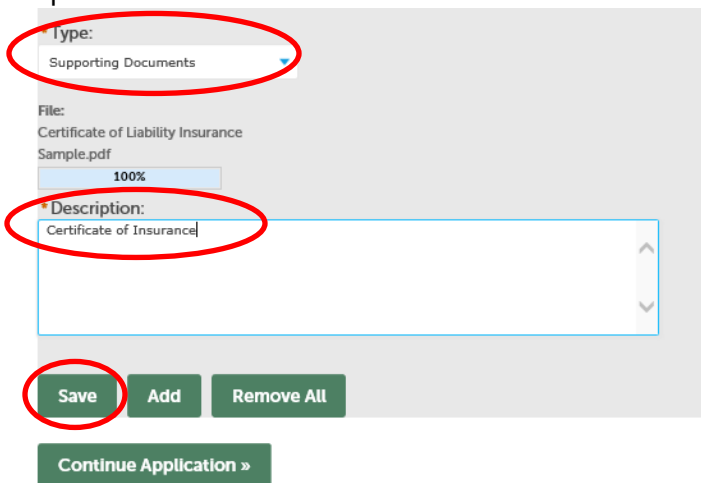 *Type:
Supporting Documents
File:
Certificate of Liability Insurance
Sample.pdf
100%
*Description:
Certificate of Insurance
Save Add Remove All
Continue Application »